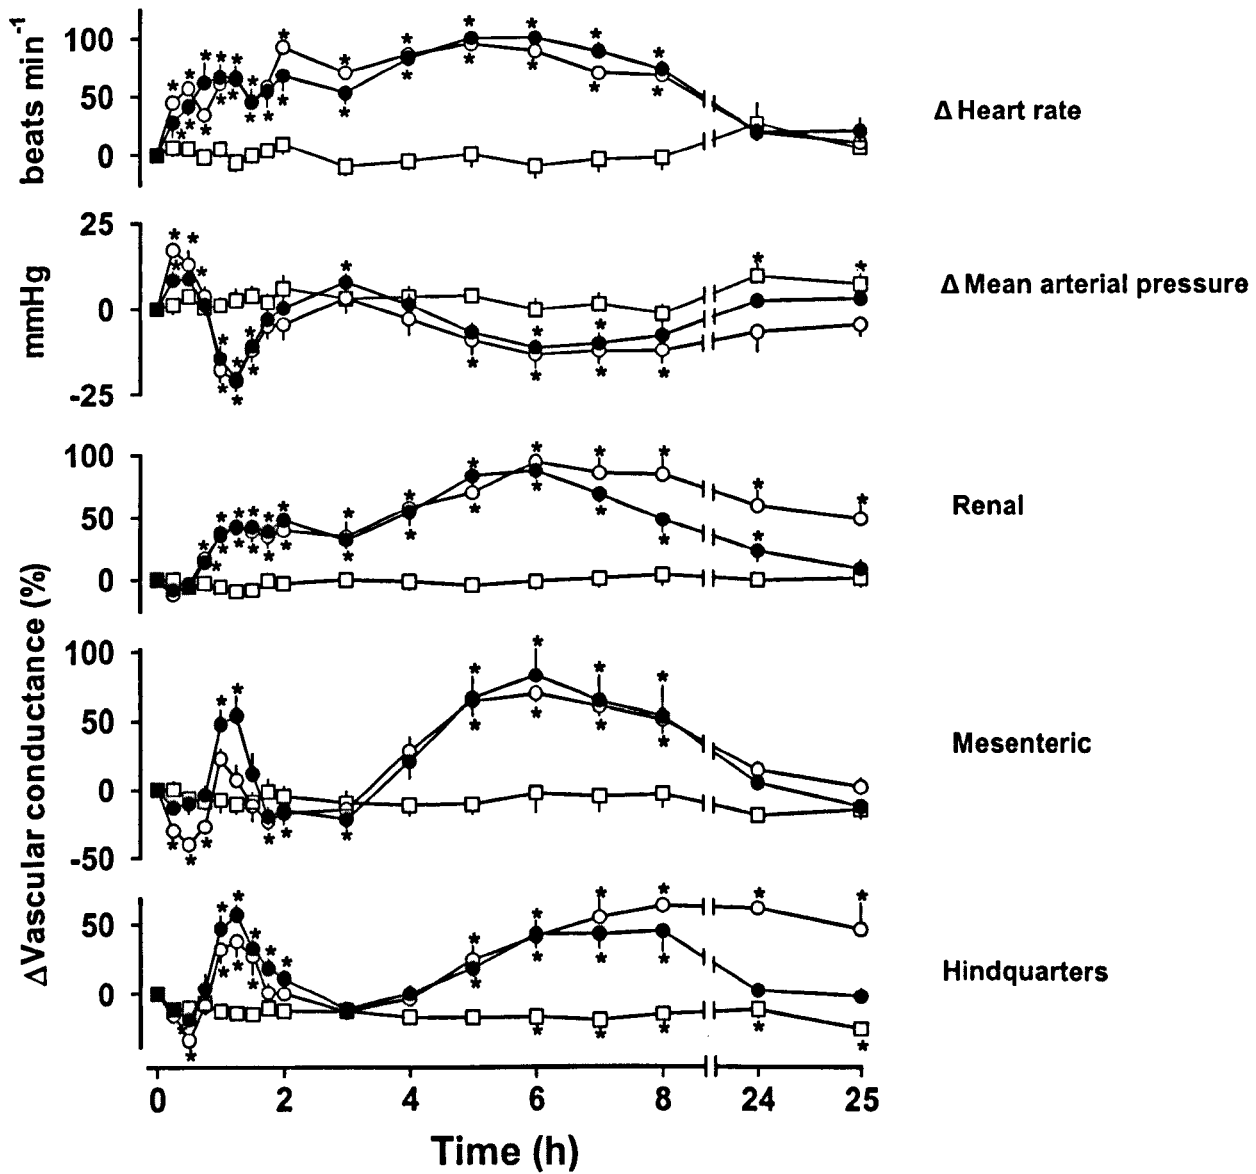 beats min-1
100
50
0
Δ Heart rate
mmHg
25
0
-25
Δ Mean arterial pressure
ΔVascular conductance (%)
100
50
0
Renal
100
50
0
-50
Mesenteric
50
0
Hindquarters
0 2 4 6 8 24 25
Time (h)